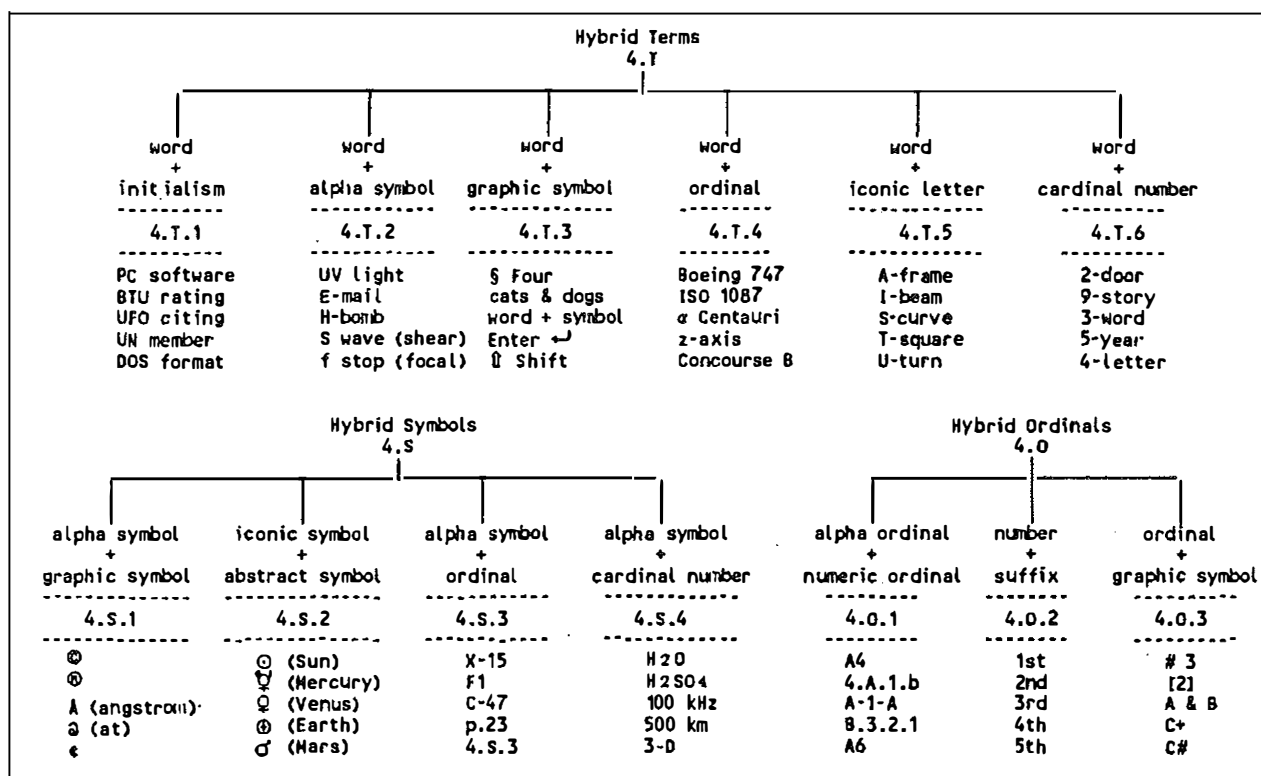 Hybrid Terms
4.T
word + initialism
4.T.1
PC software
BTU rating
UFO citing
UN member
DOS format
word + alpha symbol
4.T.2
UV light
E-mail
H-bomb
S wave (shear)
f stop (focal)
word + graphic symbol
4.T.3
§ Four
cats & dogs
word + symbol
Enter ↵
⇧ Shift
word + ordinal
4.T.4
Boeing 747
ISO 1087
α Centauri
z-axis
Concourse B
word + iconic letter
4.T.5
A-frame
I-beam
S-curve
T-square
U-turn
word + cardinal number
4.T.6
2-door
9-story
3-word
5-year
4-letter
Hybrid Symbols
4.S
alpha symbol + graphic symbol
4.S.1
©
®
Å (angstrom)
@ (at)
¢
iconic symbol + abstract symbol
4.S.2
☉ (Sun)
☿ (Mercury)
♀ (Venus)
⊕ (Earth)
♂ (Mars)
alpha symbol + ordinal
4.S.3
X-15
F1
C-47
p.23
4.S.3
alpha symbol + cardinal number
4.S.4
H2O
H2SO4
100 kHz
500 km
3-D
Hybrid Ordinals
4.O
alpha ordinal + numeric ordinal
4.O.1
A4
4.A.1.b
A-1-A
B.3.2.1
A6
number + suffix
4.O.2
1st
2nd
3rd
4th
5th
ordinal + graphic symbol
4.O.3
# 3
[2]
A & B
C+
C#